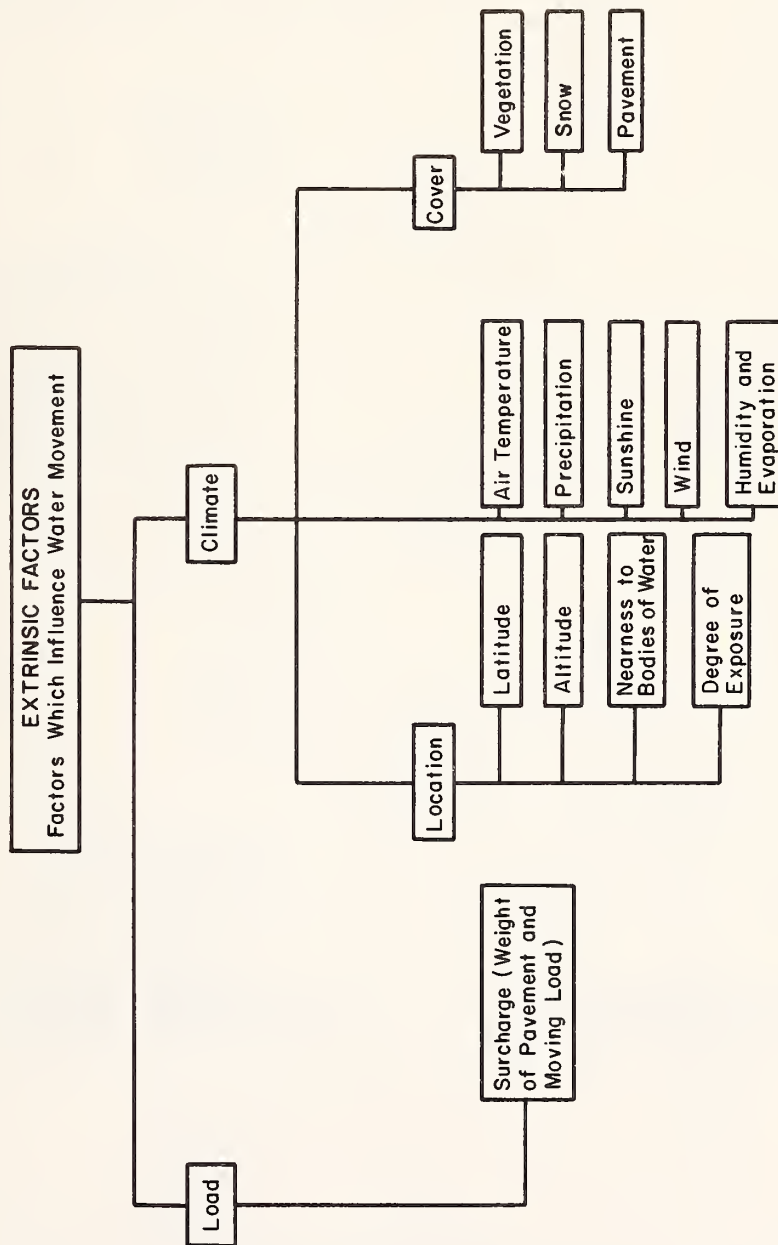 EXTRINSIC FACTORS
Factors Which Influence Water Movement
Load
Climate
Surcharge (Weight
of Pavement and
Moving Load)
Location
Cover
Latitude
Altitude
Nearness to
Bodies of Water
Degree of
Exposure
Air Temperature
Precipitation
Sunshine
Wind
Humidity and
Evaporation
Vegetation
Snow
Pavement